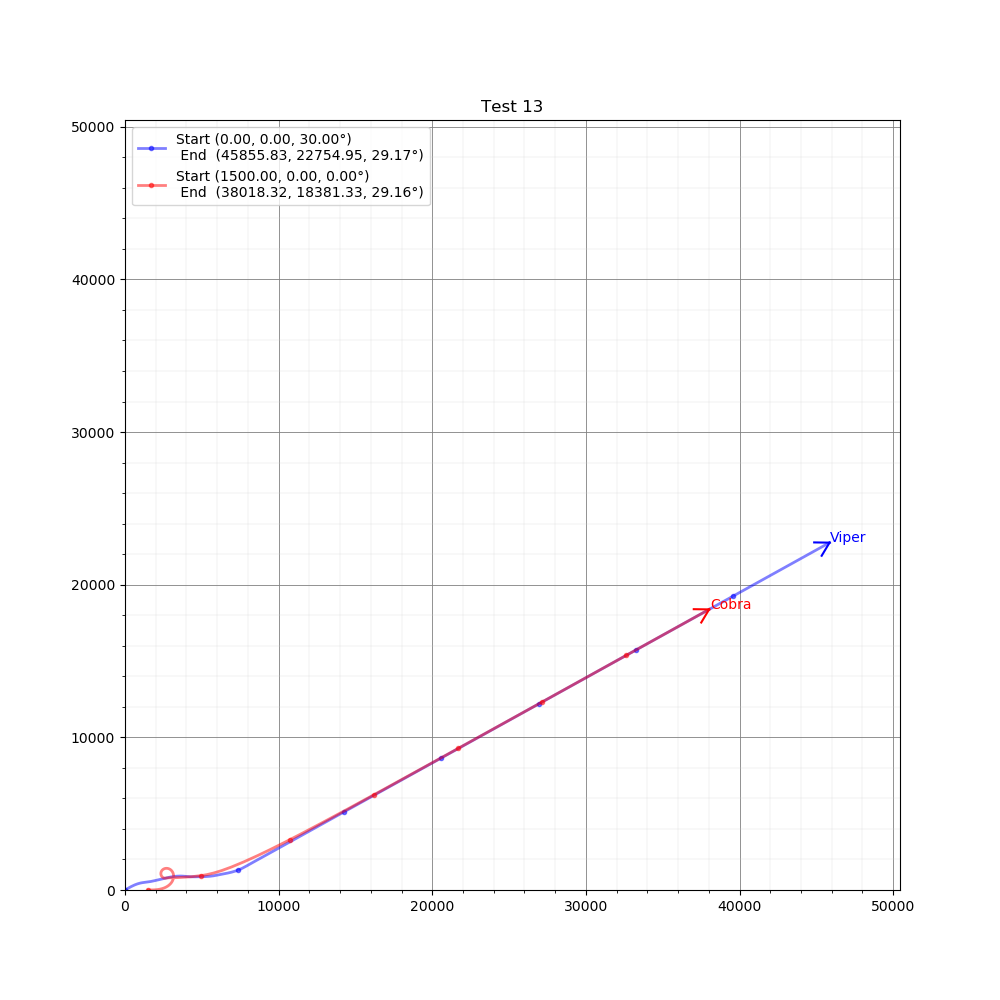 Test 13
Start (0.00, 0.00, 30.00°)
End (45855.83, 22754.95, 29.17°)
Start (1500.00, 0.00, 0.00°)
End (38018.32, 18381.33, 29.16°)
50000
40000
30000
20000
10000
0
Viper
Cobra
0 10000 20000 30000 40000 50000